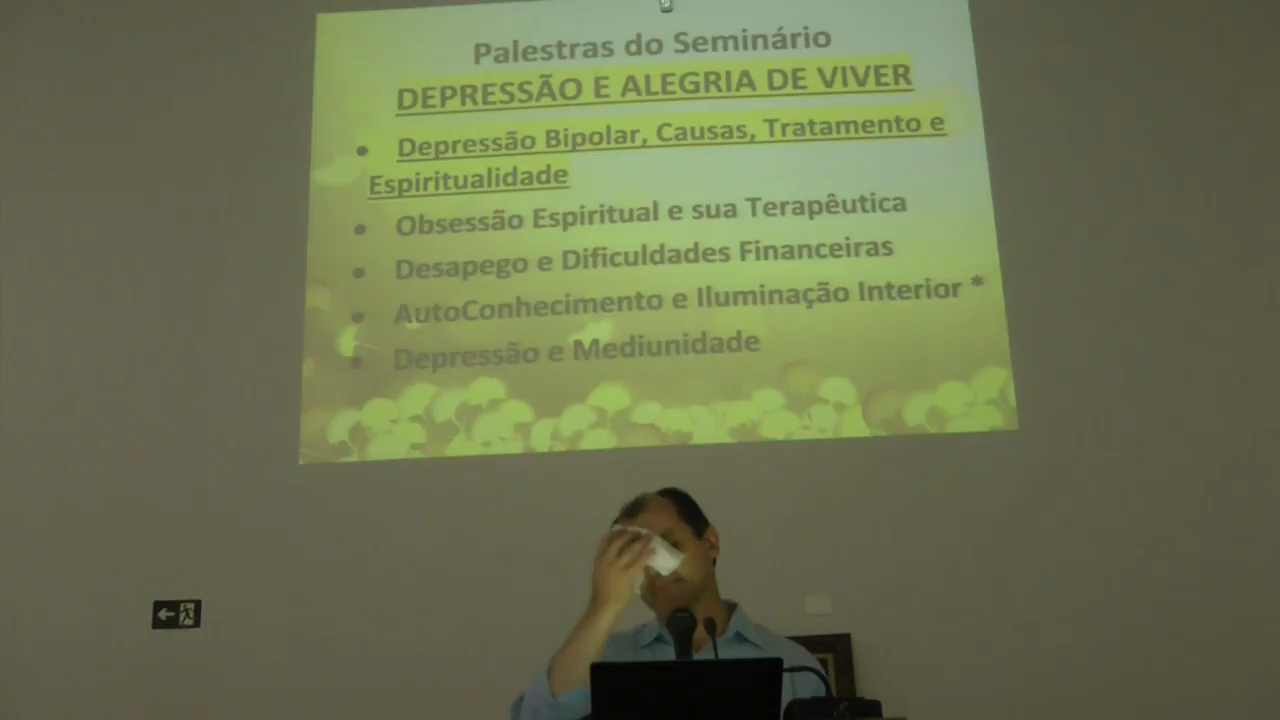 Palestras do Seminário
DEPRESSÃO E ALEGRIA DE VIVER
• Depressão Bipolar, Causas, Tratamento e
Espiritualidade
• Obsessão Espiritual e sua Terapêutica
• Desapego e Dificuldades Financeiras
• AutoConhecimento e Iluminação Interior *
• Depressão e Mediunidade